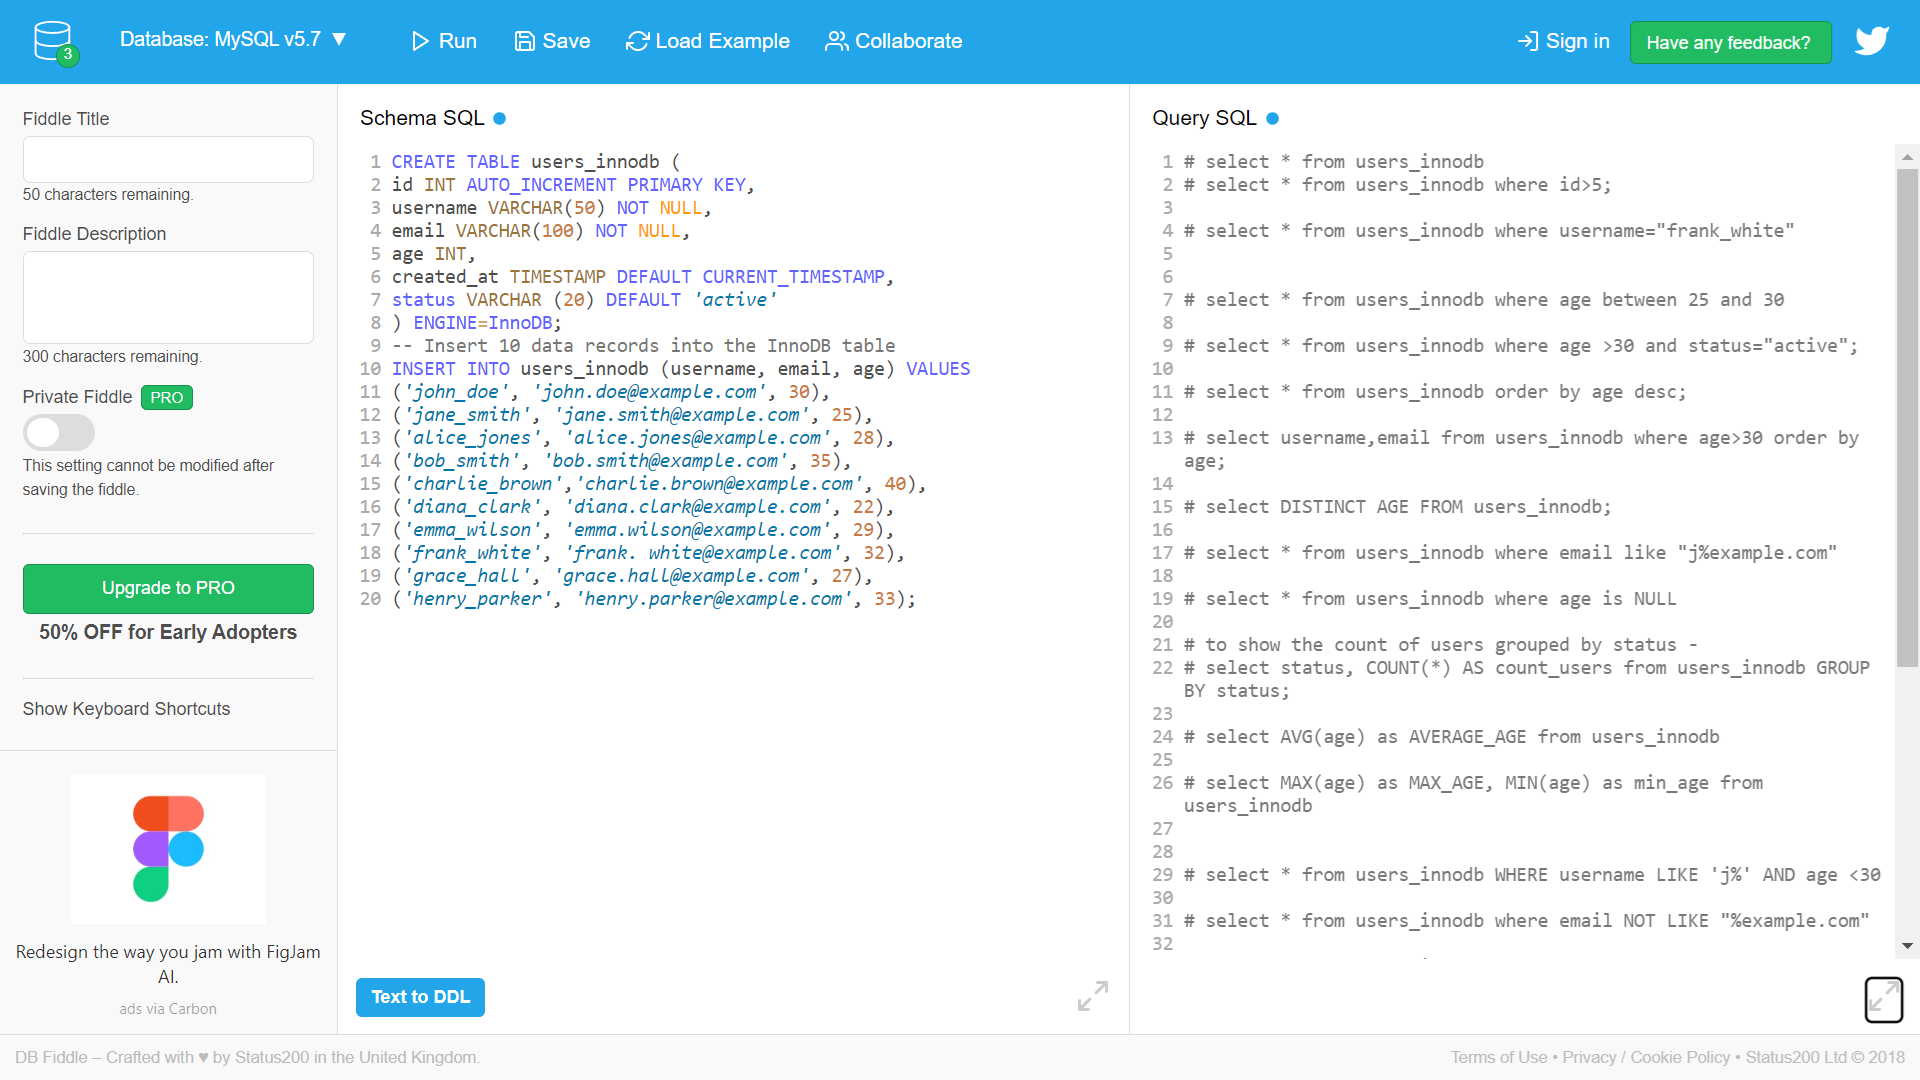 3
Database: MySQL v5.7 ▼
Run
Save
Load Example
Collaborate
Sign in
Have any feedback?
Fiddle Title
50 characters remaining.
Fiddle Description
300 characters remaining.
Private Fiddle PRO
This setting cannot be modified after
saving the fiddle.
Upgrade to PRO
50% OFF for Early Adopters
Show Keyboard Shortcuts
Redesign the way you jam with FigJam
AI.
ads via Carbon
Schema SQL
1 CREATE TABLE users_innodb (
2 id INT AUTO_INCREMENT PRIMARY KEY,
3 username VARCHAR(50) NOT NULL,
4 email VARCHAR(100) NOT NULL,
5 age INT,
6 created_at TIMESTAMP DEFAULT CURRENT_TIMESTAMP,
7 status VARCHAR (20) DEFAULT 'active'
8 ) ENGINE=InnoDB;
9 -- Insert 10 data records into the InnoDB table
10 INSERT INTO users_innodb (username, email, age) VALUES
11 ('john_doe', 'john.doe@example.com', 30),
12 ('jane_smith', 'jane.smith@example.com', 25),
13 ('alice_jones', 'alice.jones@example.com', 28),
14 ('bob_smith', 'bob.smith@example.com', 35),
15 ('charlie_brown','charlie.brown@example.com', 40),
16 ('diana_clark', 'diana.clark@example.com', 22),
17 ('emma_wilson', 'emma.wilson@example.com', 29),
18 ('frank_white', 'frank. white@example.com', 32),
19 ('grace_hall', 'grace.hall@example.com', 27),
20 ('henry_parker', 'henry.parker@example.com', 33);
Text to DDL
Query SQL
1 # select * from users_innodb
2 # select * from users_innodb where id>5;
3
4 # select * from users_innodb where username="frank_white"
5
6
7 # select * from users_innodb where age between 25 and 30
8
9 # select * from users_innodb where age >30 and status="active";
10
11 # select * from users_innodb order by age desc;
12
13 # select username,email from users_innodb where age>30 order by
age;
14
15 # select DISTINCT AGE FROM users_innodb;
16
17 # select * from users_innodb where email like "j%example.com"
18
19 # select * from users_innodb where age is NULL
20
21 # to show the count of users grouped by status -
22 # select status, COUNT(*) AS count_users from users_innodb GROUP
BY status;
23
24 # select AVG(age) as AVERAGE_AGE from users_innodb
25
26 # select MAX(age) as MAX_AGE, MIN(age) as min_age from
users_innodb
27
28
29 # select * from users_innodb WHERE username LIKE 'j%' AND age <30
30
31 # select * from users_innodb where email NOT LIKE "%example.com"
32
DB Fiddle – Crafted with ♥ by Status200 in the United Kingdom.
Terms of Use • Privacy / Cookie Policy • Status200 Ltd © 2018